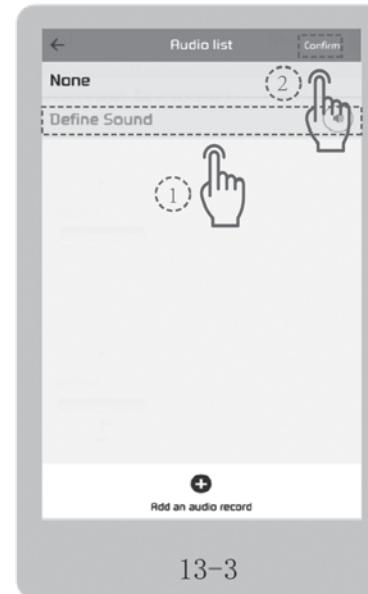 Audio list Confirm
None ②
Define Sound
①
Add an audio record
13-3